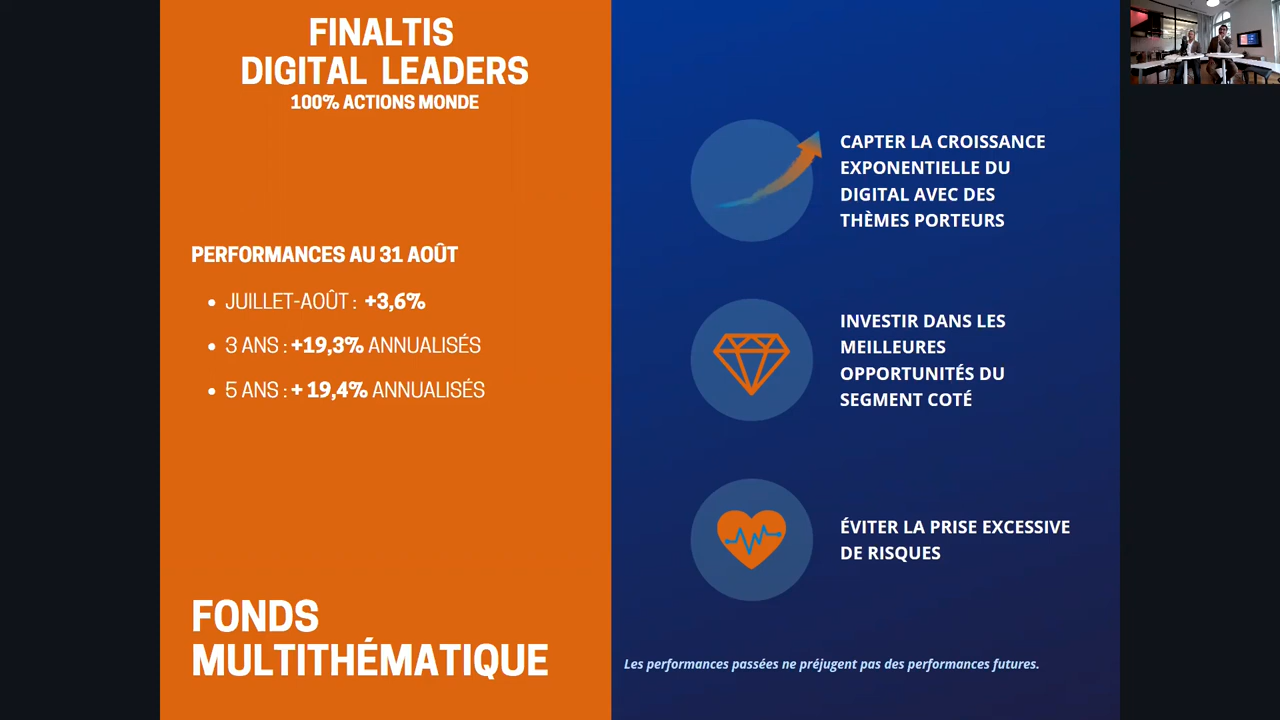 FINALTIS
DIGITAL LEADERS
100% ACTIONS MONDE
PERFORMANCES AU 31 AOÛT
• JUILLET-AOÛT : +3,6%
• 3 ANS : +19,3% ANNUALISÉS
• 5 ANS : + 19,4% ANNUALISÉS
FONDS
MULTITHÉMATIQUE
CAPTER LA CROISSANCE
EXPONENTIELLE DU
DIGITAL AVEC DES
THÈMES PORTEURS
INVESTIR DANS LES
MEILLEURES
OPPORTUNITÉS DU
SEGMENT COTÉ
ÉVITER LA PRISE EXCESSIVE
DE RISQUES
Les performances passées ne préjugent pas des performances futures.